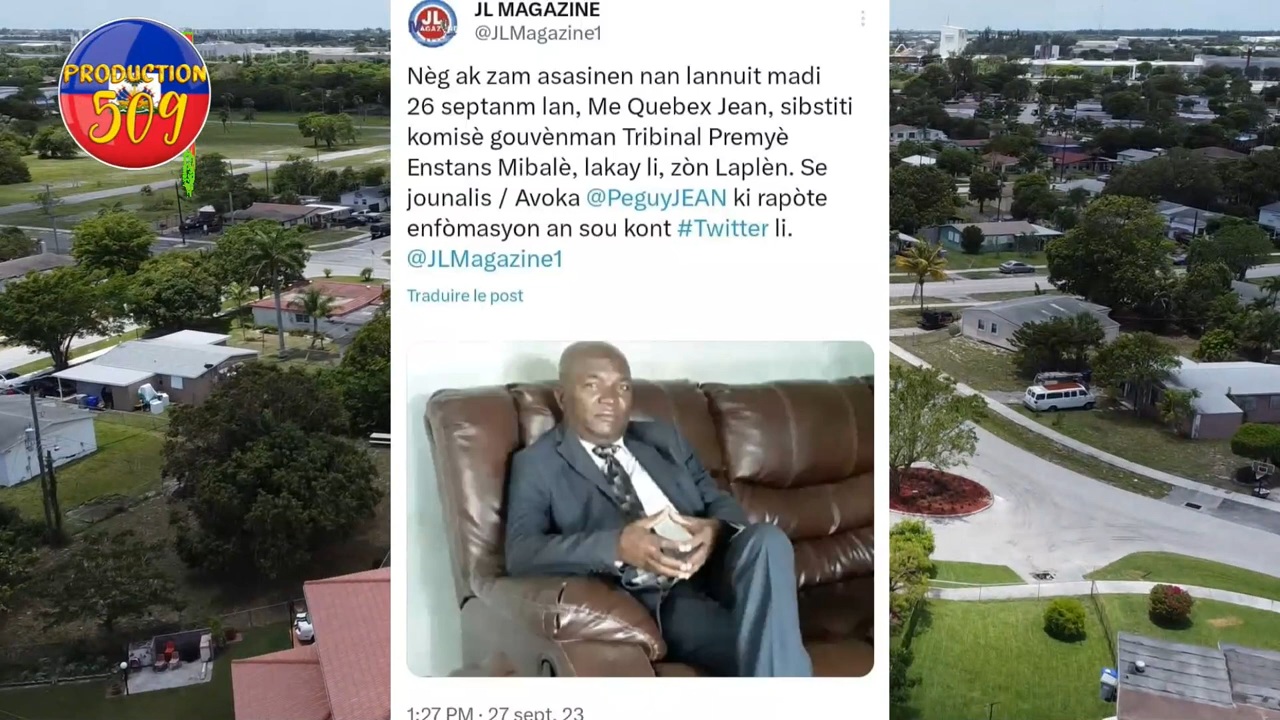 PRODUCTION
509
JL MAGAZINE
@JLMagazine1
Nèg ak zam asasinen nan lannuit madi
26 septanm lan, Me Quebex Jean, sibstiti
komisè gouvènman Tribinal Premyè
Enstans Mibalè, lakay li, zòn Laplèn. Se
jounalis / Avoka @PeguyJEAN ki rapòte
enfòmasyon an sou kont #Twitter li.
@JLMagazine1
Traduire le post
1:27 PM · 27 sept. 23